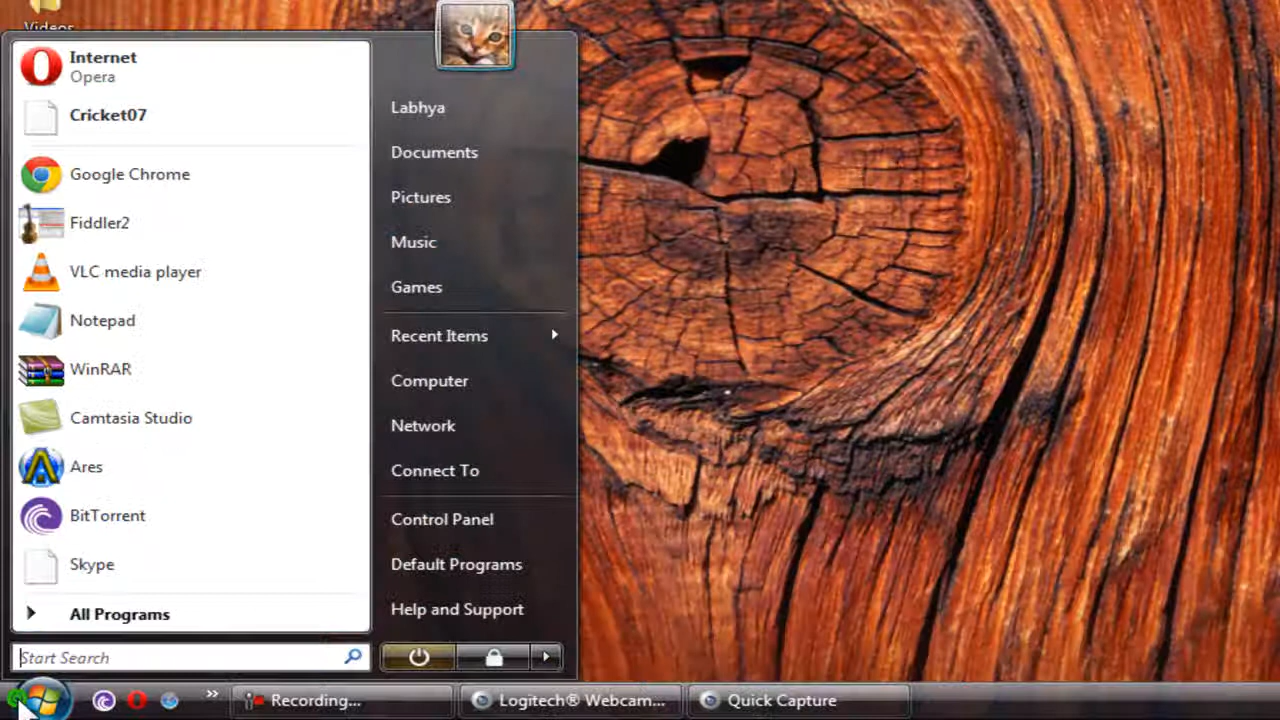 Videos
Internet
Opera
Cricket07
Google Chrome
Fiddler2
VLC media player
Notepad
WinRAR
Camtasia Studio
Ares
BitTorrent
Skype
All Programs
Start Search
Labhya
Documents
Pictures
Music
Games
Recent Items
Computer
Network
Connect To
Control Panel
Default Programs
Help and Support
Recording...
Logitech® Webcam...
Quick Capture